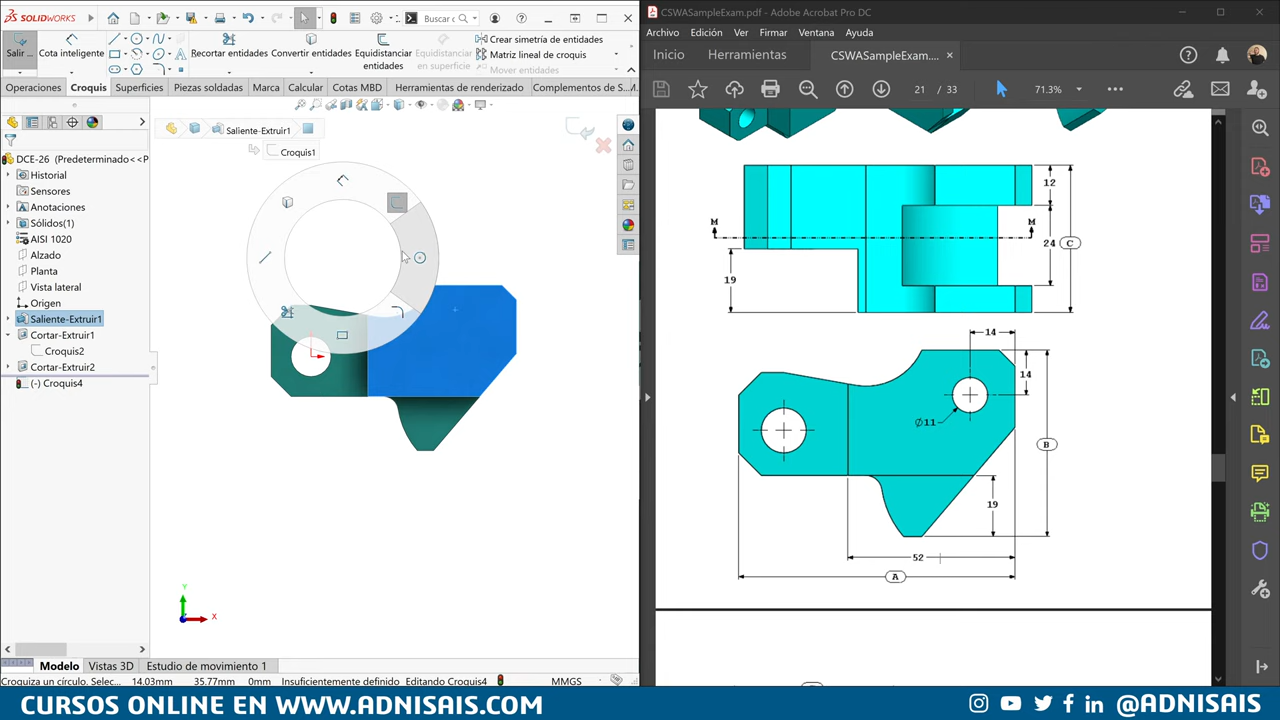 SOLIDWORKS
Buscar c
Salir ...
Cota inteligente
Recortar entidades
Convertir entidades
Equidistanciar entidades
Equidistanciar en superficie
Crear simetría de entidades
Matriz lineal de croquis
Mover entidades
Operaciones
Croquis
Superficies
Piezas soldadas
Marca
Calcular
Cotas MBD
Herramientas de renderizado
Complementos de S...
DCE-26 (Predeterminado<<P
Historial
Sensores
Anotaciones
Sólidos(1)
AISI 1020
Alzado
Planta
Vista lateral
Origen
Saliente-Extruir1
Cortar-Extruir1
Croquis2
Cortar-Extruir2
(-) Croquis4
Saliente-Extruir1
Croquis1
Y
X
Modelo
Vistas 3D
Estudio de movimiento 1
Croquiza un círculo. Selec...
14.03mm
35.77mm
0mm
Insuficientemente definido
Editando Croquis4
MMGS
CSWASampleExam.pdf - Adobe Acrobat Pro DC
Archivo
Edición
Ver
Firmar
Ventana
Ayuda
Inicio
Herramientas
CSWASampleExam....
21 / 33
71.3%
12
M
M
24
C
19
14
14
Ø11
B
19
52
A
CURSOS ONLINE EN WWW.ADNISAIS.COM
@ADNISAIS